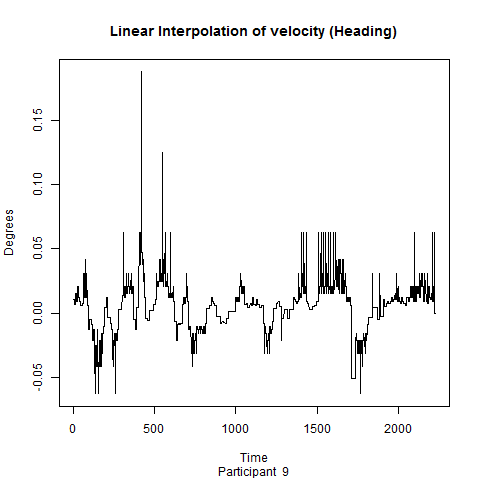 Linear Interpolation of velocity (Heading)
0.15
0.10
0.05
0.00
-0.05
Degrees
0 500 1000 1500 2000
Time
Participant 9